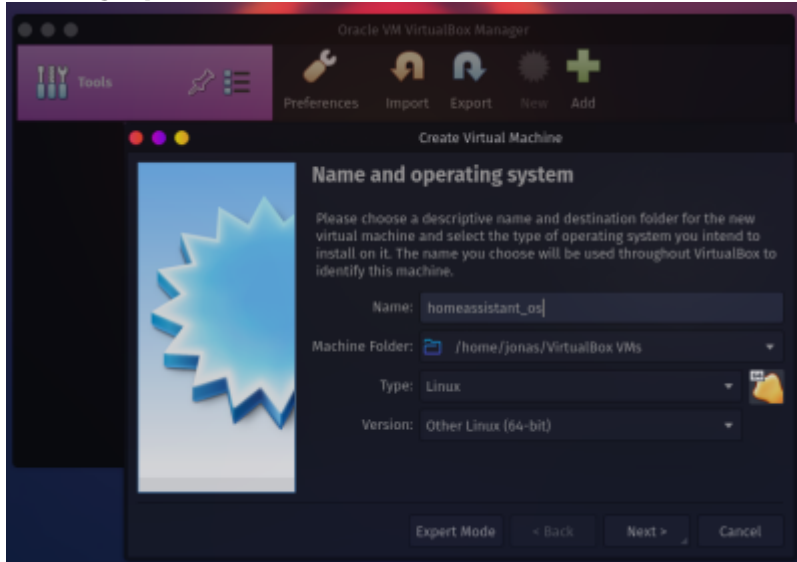 Oracle VM VirtualBox Manager
Tools
Preferences Import Export New Add
Create Virtual Machine
Name and operating system
Please choose a descriptive name and destination folder for the new
virtual machine and select the type of operating system you intend to
install on it. The name you choose will be used throughout VirtualBox to
identify this machine.
Name: homeassistant_os
Machine Folder: /home/jonas/VirtualBox VMs
Type: Linux
64
Version: Other Linux (64-bit)
Expert Mode < Back Next > Cancel